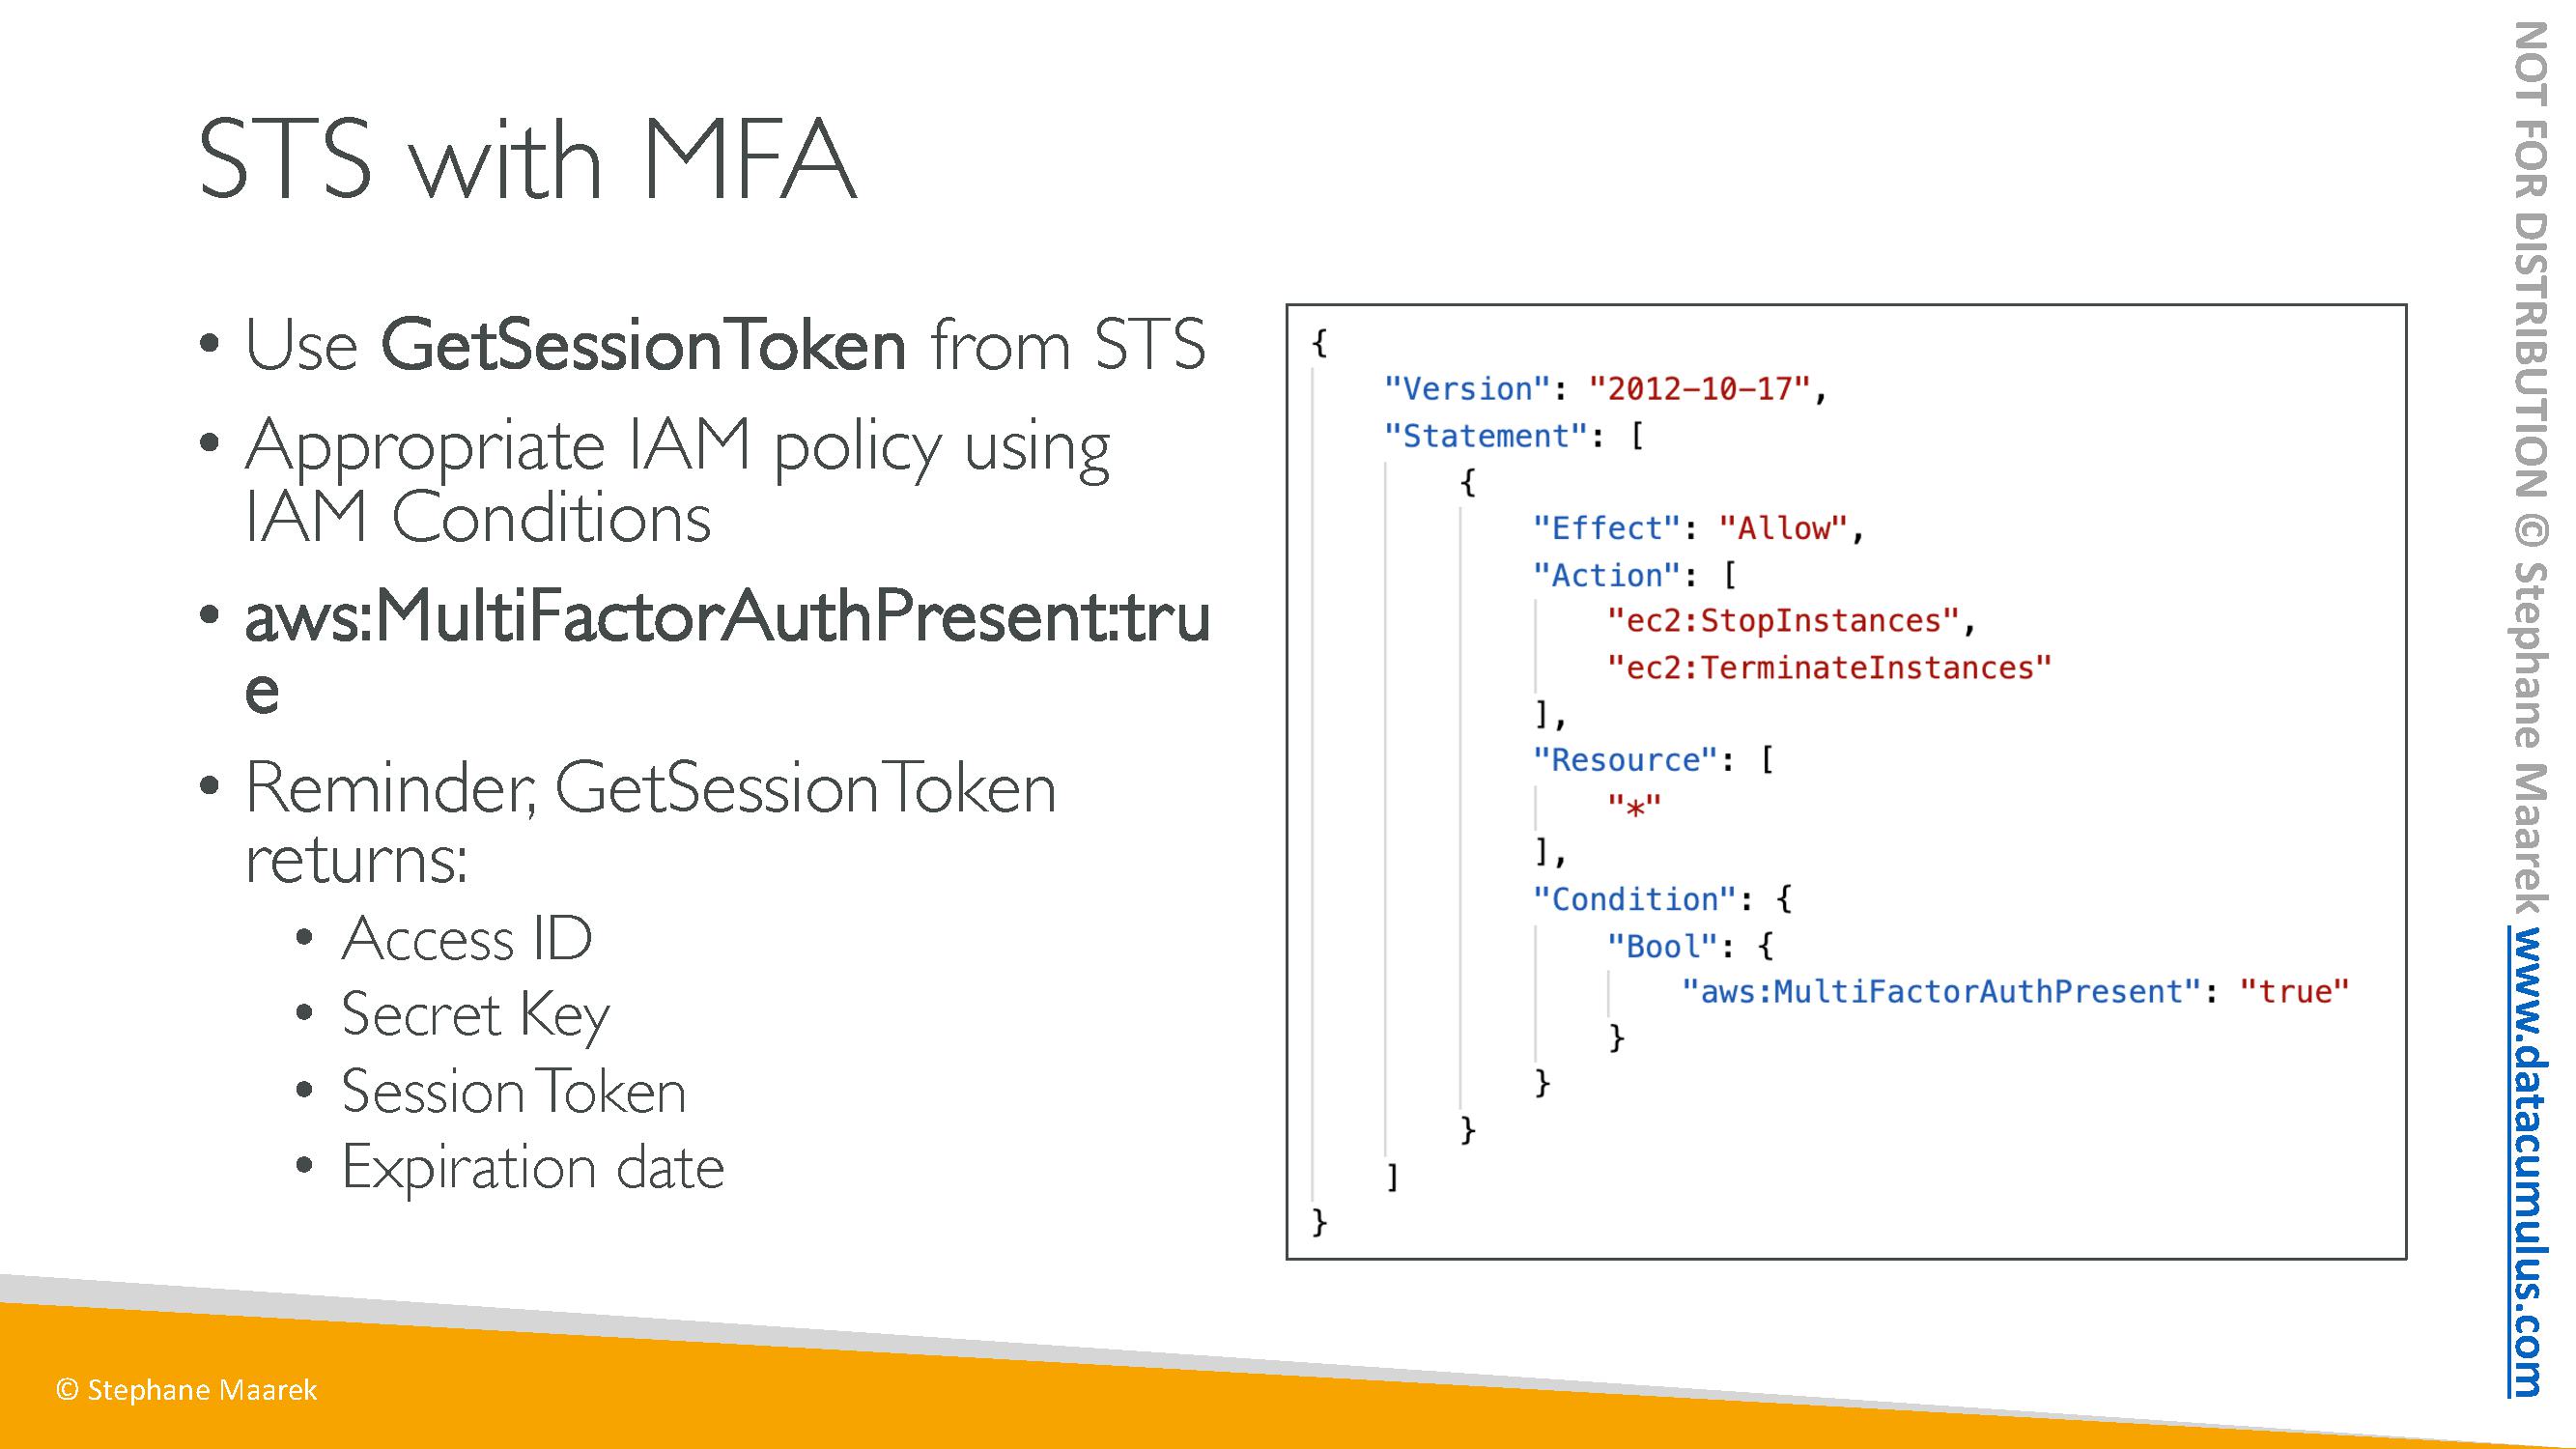 STS with MFA
• Use GetSessionToken from STS
• Appropriate IAM policy using
IAM Conditions
• aws:MultiFactorAuthPresent:tru
e
• Reminder, GetSessionToken
returns:
• Access ID
• Secret Key
• Session Token
• Expiration date
{
"Version": "2012-10-17",
"Statement": [
{
"Effect": "Allow",
"Action": [
"ec2:StopInstances",
"ec2:TerminateInstances"
],
"Resource": [
"*"
],
"Condition": {
"Bool": {
"aws:MultiFactorAuthPresent": "true"
}
}
}
]
}
© Stephane Maarek
NOT FOR DISTRIBUTION © Stephane Maarek www.datacumulus.com